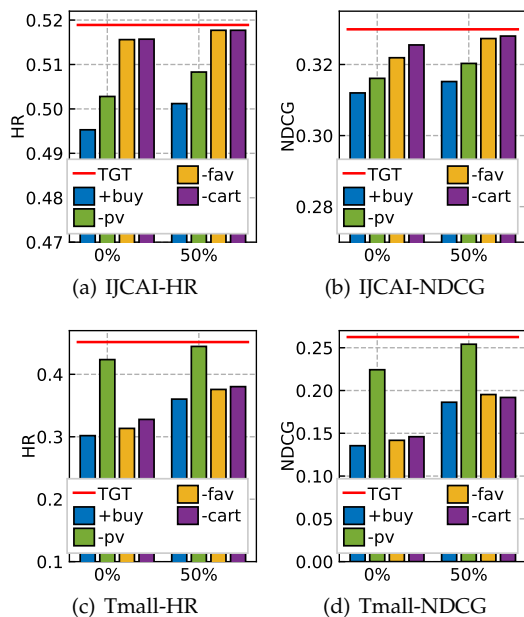 0.52
0.51
0.50
0.49
0.48
0.47
HR
TGT
+buy
-pv
-fav
-cart
0% 50%
(a) IJCAI-HR
0.32
0.30
0.28
NDCG
TGT
+buy
-pv
-fav
-cart
0% 50%
(b) IJCAI-NDCG
0.4
0.3
0.2
0.1
HR
TGT
+buy
-pv
-fav
-cart
0% 50%
(c) Tmall-HR
0.25
0.20
0.15
0.10
0.05
0.00
NDCG
TGT
+buy
-pv
-fav
-cart
0% 50%
(d) Tmall-NDCG